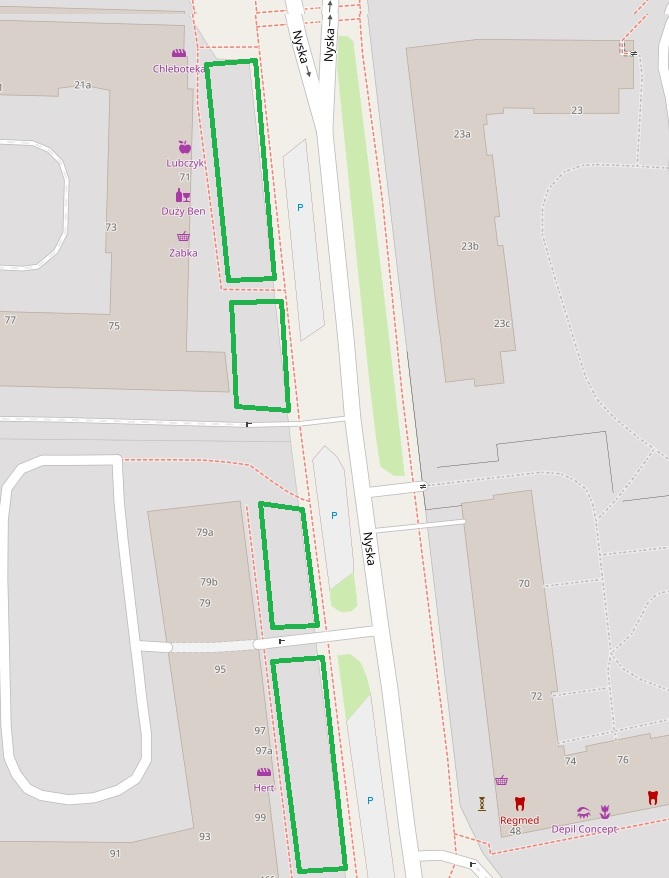 Nyska
Nyska
Chleboteka
21a
23
23a
Lubczyk
71
Duży Ben
P
73
Żabka
23b
77
75
23c
P
79a
Nyska
79b
79
70
95
72
97
97a
74
76
Hert
P
99
Regmed
48
Depil Concept
93
91